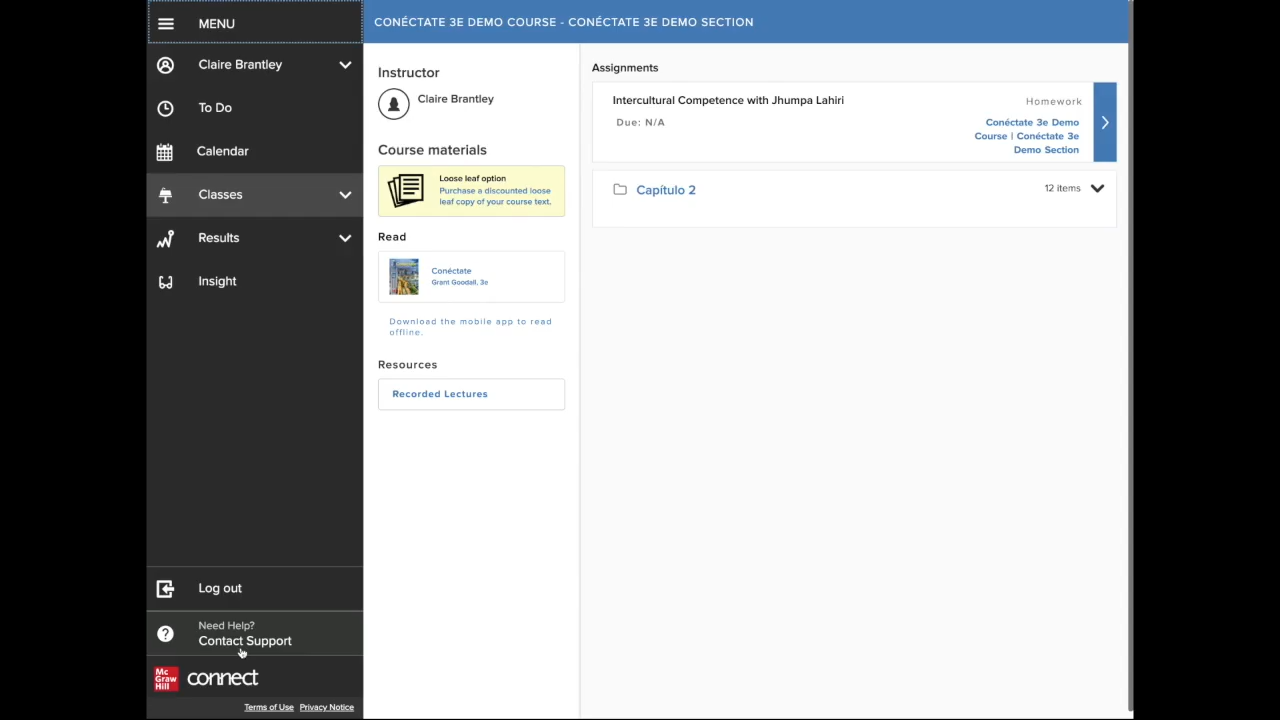 MENU
Claire Brantley
To Do
Calendar
Classes
Results
Insight
Log out
Need Help?
Contact Support
Mc
Graw
Hill
connect
Terms of Use Privacy Notice
CONÉCTATE 3E DEMO COURSE - CONÉCTATE 3E DEMO SECTION
Instructor
Claire Brantley
Course materials
Loose leaf option
Purchase a discounted loose
leaf copy of your course text.
Read
Conéctate
Grant Goodall, 3e
Download the mobile app to read
offline.
Resources
Recorded Lectures
Assignments
Intercultural Competence with Jhumpa Lahiri
Homework
Due: N/A
Conéctate 3e Demo
Course | Conéctate 3e
Demo Section
Capítulo 2
12 items